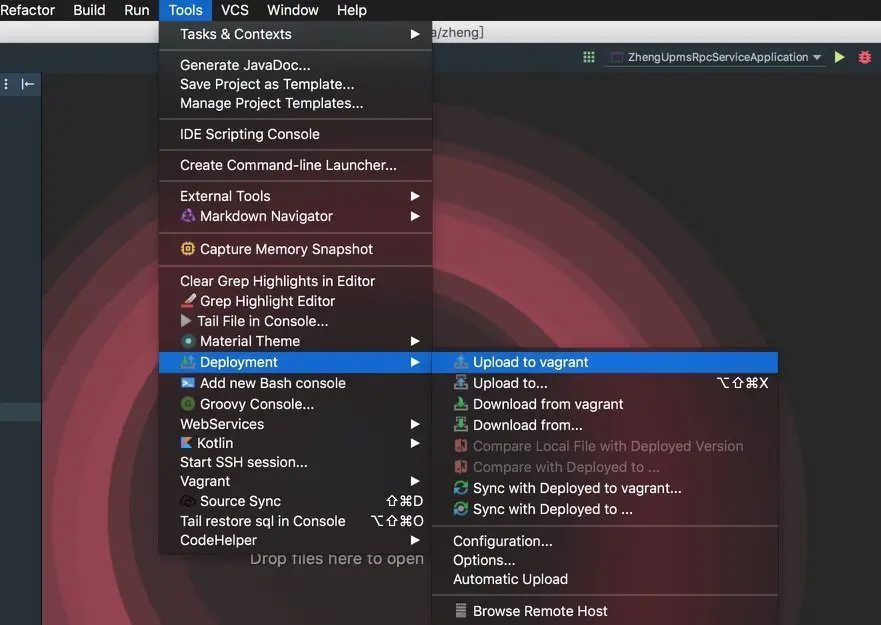 Refactor Build Run Tools VCS Window Help
a/zheng]
ZhengUpmsRpcServiceApplication
Tasks & Contexts
Generate JavaDoc...
Save Project as Template...
Manage Project Templates...
IDE Scripting Console
Create Command-line Launcher...
External Tools
Markdown Navigator
Capture Memory Snapshot
Clear Grep Highlights in Editor
Grep Highlight Editor
Tail File in Console...
Material Theme
Deployment
Add new Bash console
Groovy Console...
WebServices
Kotlin
Start SSH session...
Vagrant
Source Sync ⇧⌘D
Tail restore sql in Console ⌥⇧⌘O
CodeHelper
Drop files here to open
Upload to vagrant
Upload to... ⌥⇧⌘X
Download from vagrant
Download from...
Compare Local File with Deployed Version
Compare with Deployed to ...
Sync with Deployed to vagrant...
Sync with Deployed to ...
Configuration...
Options...
Automatic Upload
Browse Remote Host